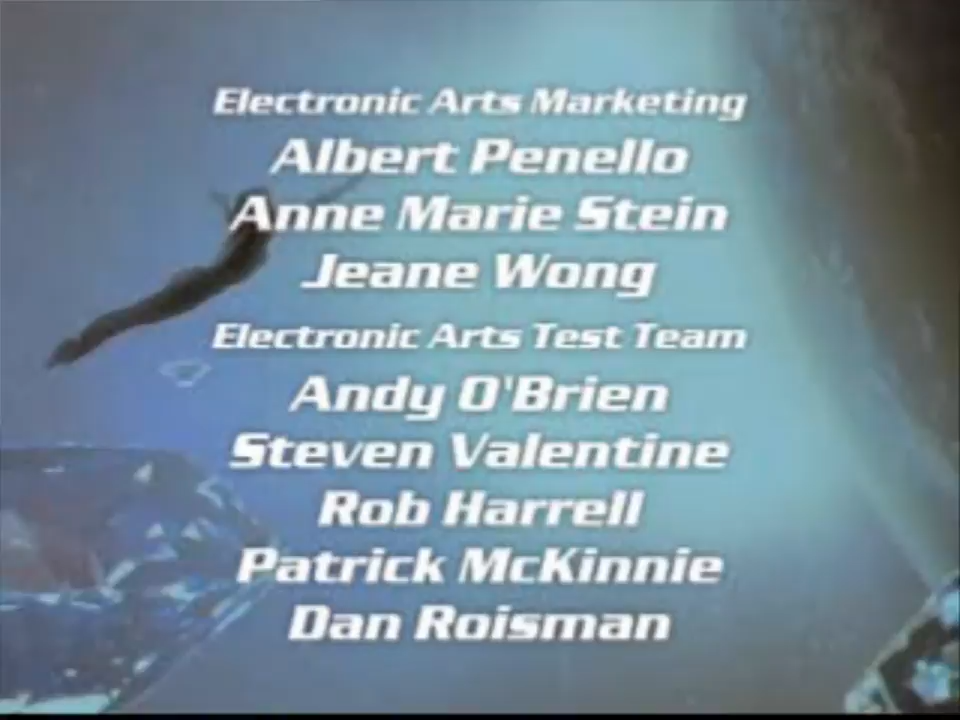 Electronic Arts Marketing
Albert Penello
Anne Marie Stein
Jeane Wong
Electronic Arts Test Team
Andy O'Brien
Steven Valentine
Rob Harrell
Patrick McKinnie
Dan Roisman